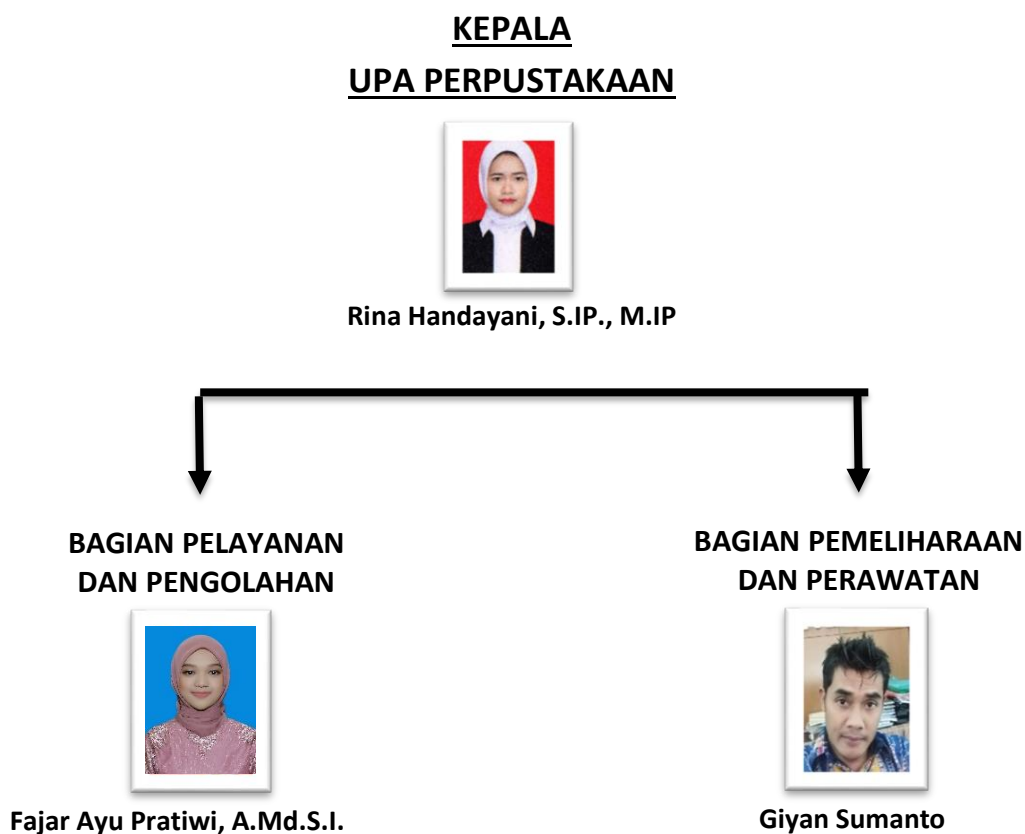 KEPALA
UPA PERPUSTAKAAN
Rina Handayani, S.IP., M.IP
BAGIAN PELAYANAN
DAN PENGOLAHAN
Fajar Ayu Pratiwi, A.Md.S.I.
BAGIAN PEMELIHARAAN
DAN PERAWATAN
Giyan Sumanto